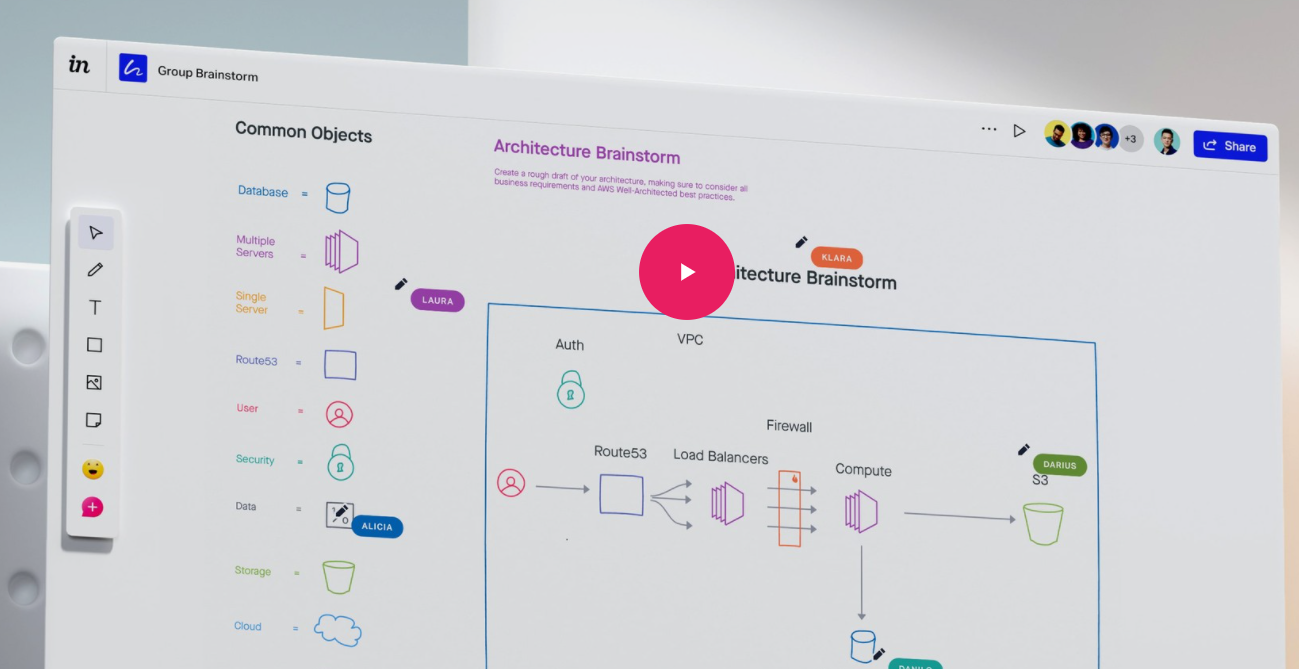 in
Group Brainstorm
+3
Share
Common Objects
Architecture Brainstorm
Create a rough draft of your architecture, making sure to consider all
business requirements and AWS Well-Architected best practices.
Database =
Multiple
Servers =
Single
Server =
Route53 =
User =
Security =
Data =
Storage =
Cloud =
LAURA
ALICIA
KLARA
itecture Brainstorm
VPC
Auth
Firewall
Route53
Load Balancers
Compute
DARIUS
S3